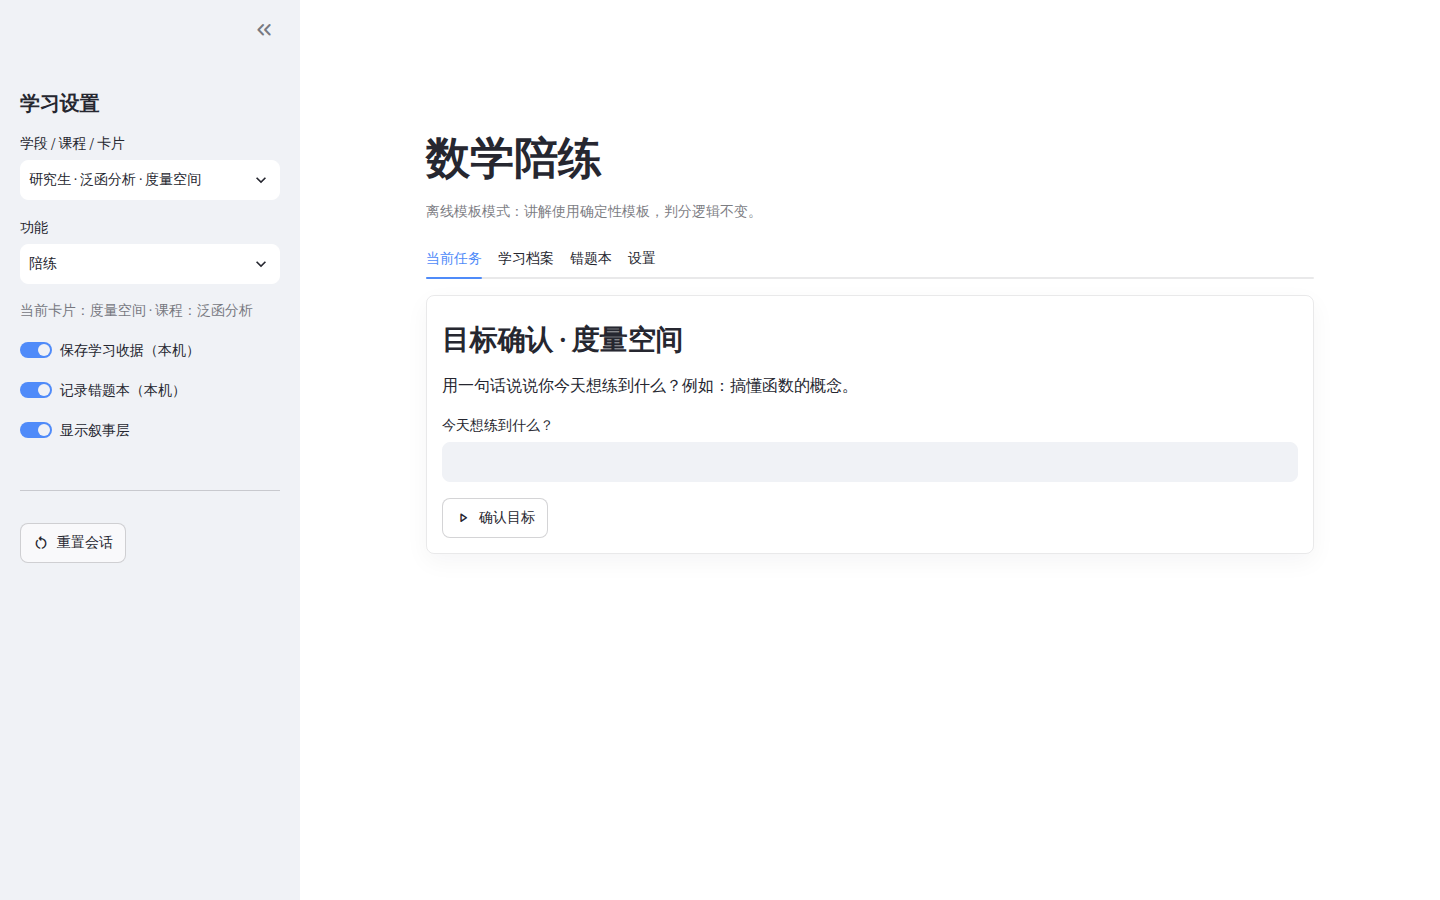 学习设置
学段 / 课程 / 卡片
研究生 · 泛函分析 · 度量空间
功能
陪练
当前卡片：度量空间 · 课程：泛函分析
保存学习收据（本机）
记录错题本（本机）
显示叙事层
重置会话
数学陪练
离线模板模式：讲解使用确定性模板，判分逻辑不变。
当前任务 学习档案 错题本 设置
目标确认 · 度量空间
用一句话说说你今天想练到什么？例如：搞懂函数的概念。
今天想练到什么？
确认目标